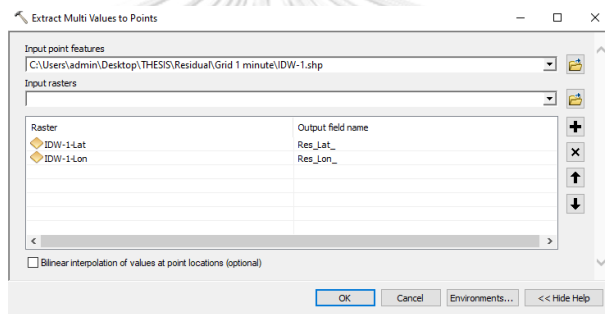 Extract Multi Values to Points
Input point features
C:\Users\admin\Desktop\THESIS\Residual\Grid 1 minute\IDW-1.shp
Input rasters
Raster Output field name
IDW-1-Lat Res_Lat_
IDW-1-Lon Res_Lon_
Bilinear interpolation of values at point locations (optional)
OK Cancel Environments... << Hide Help